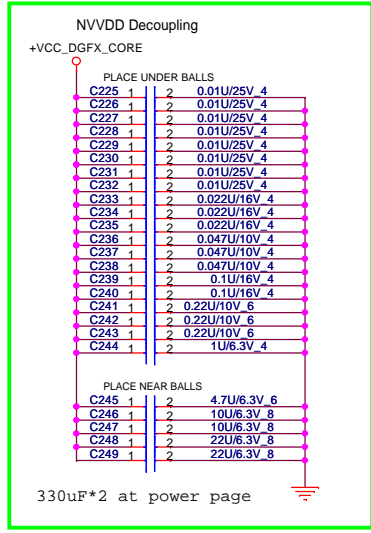 NVVDD Decoupling
+VCC_DGFX_CORE
PLACE UNDER BALLS
C225 1 2 0.01U/25V_4
C226 1 2 0.01U/25V_4
C227 1 2 0.01U/25V_4
C228 1 2 0.01U/25V_4
C229 1 2 0.01U/25V_4
C230 1 2 0.01U/25V_4
C231 1 2 0.01U/25V_4
C232 1 2 0.01U/25V_4
C233 1 2 0.022U/16V_4
C234 1 2 0.022U/16V_4
C235 1 2 0.022U/16V_4
C236 1 2 0.047U/10V_4
C237 1 2 0.047U/10V_4
C238 1 2 0.047U/10V_4
C239 1 2 0.1U/16V_4
C240 1 2 0.1U/16V_4
C241 1 2 0.22U/10V_6
C242 1 2 0.22U/10V_6
C243 1 2 0.22U/10V_6
C244 1 2 1U/6.3V_4
PLACE NEAR BALLS
C245 1 2 4.7U/6.3V_6
C246 1 2 10U/6.3V_8
C247 1 2 10U/6.3V_8
C248 1 2 22U/6.3V_8
C249 1 2 22U/6.3V_8
330uF*2 at power page